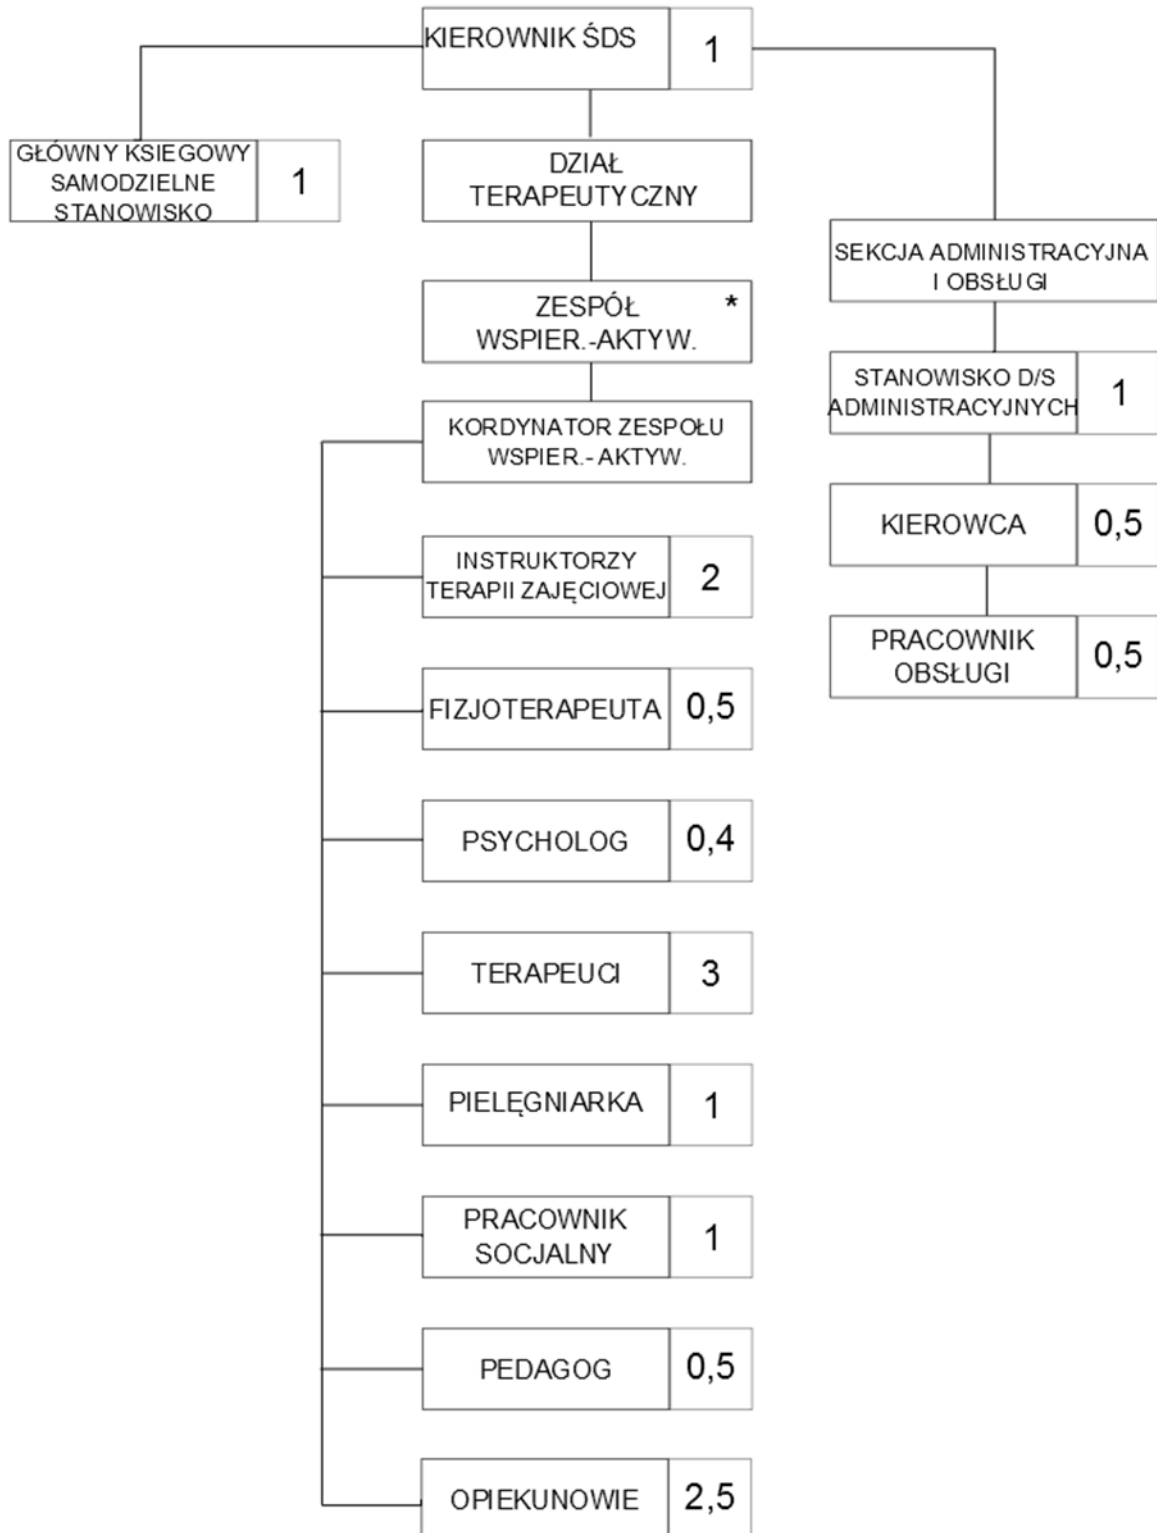 KIEROWNIK ŚDS
1
GŁÓWNY KSIEGOWY
SAMODZIELNE
STANOWISKO
1
DZIAŁ
TERAPEUTYCZNY
SEKCJA ADMINISTRACYJNA
I OBSŁUGI
ZESPÓŁ *
WSPIER.-AKTYW.
STANOWISKO D/S
ADMINISTRACYJNYCH
1
KORDYNATOR ZESPOŁU
WSPIER.- AKTYW.
KIEROWCA
0,5
INSTRUKTORZY
TERAPII ZAJĘCIOWEJ
2
PRACOWNIK
OBSŁUGI
0,5
FIZJOTERAPEUTA
0,5
PSYCHOLOG
0,4
TERAPEUCI
3
PIELĘGNIARKA
1
PRACOWNIK
SOCJALNY
1
PEDAGOG
0,5
OPIEKUNOWIE
2,5